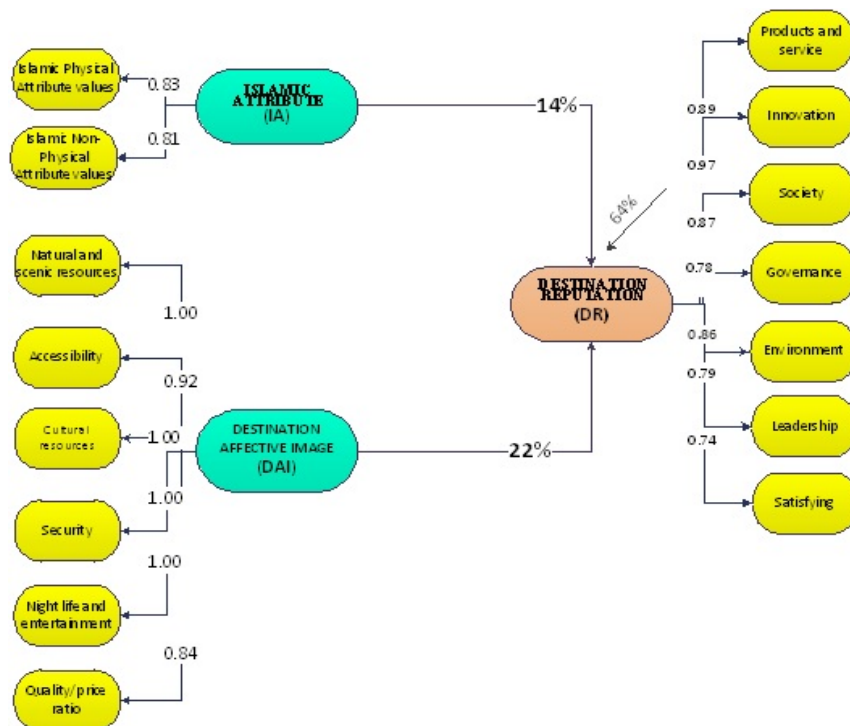 Islamic Physical
Attribute values
0.83
0.81
Islamic Non-
Physical
Attribute values
ISLAMIC
ATTRIBUTE
(IA)
14%
64%
Natural and
scenic resources
1.00
Accessibility
0.92
Cultural
resources
1.00
Security
1.00
Night life and
entertainment
1.00
Quality/price
ratio
0.84
DESTINATION
AFFECTIVE IMAGE
(DAI)
22%
DESTINATION
REPUTATION
(DR)
Products and
service
0.89
Innovation
0.97
Society
0.87
Governance
0.78
Environment
0.86
Leadership
0.79
Satisfying
0.74